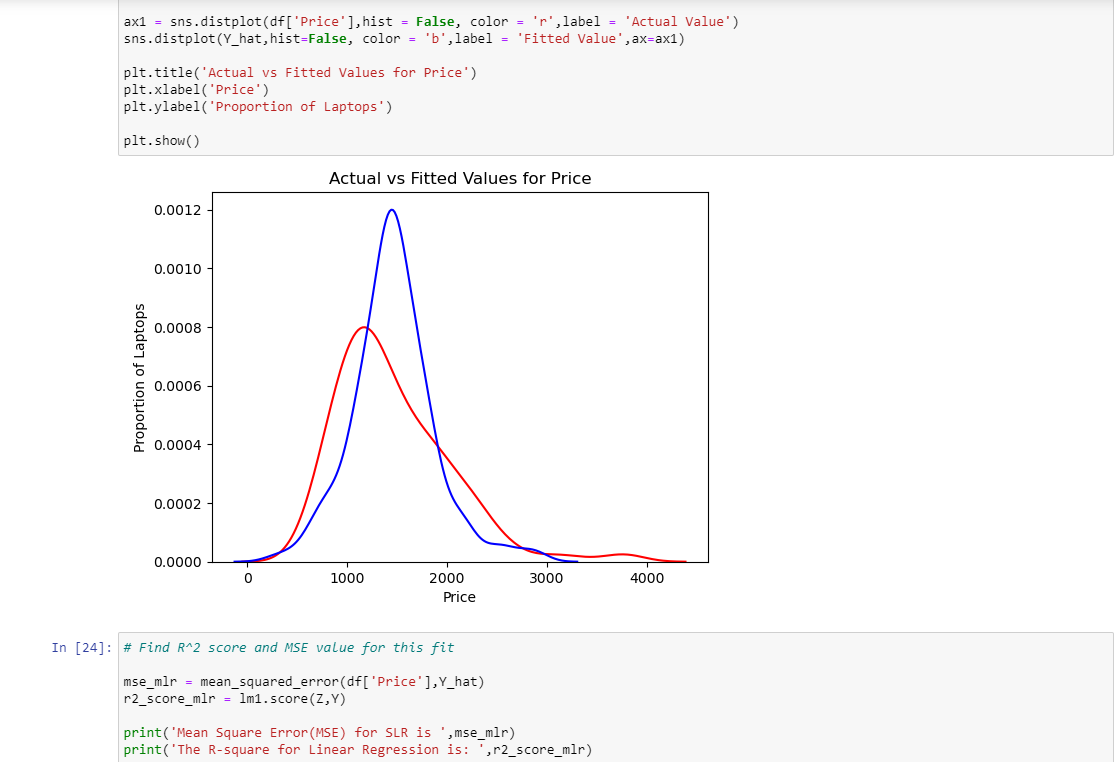 ax1 = sns.distplot(df['Price'],hist = False, color = 'r',label = 'Actual Value')
sns.distplot(Y_hat,hist=False, color = 'b',label = 'Fitted Value',ax=ax1)
plt.title('Actual vs Fitted Values for Price')
plt.xlabel('Price')
plt.ylabel('Proportion of Laptops')
plt.show()
Actual vs Fitted Values for Price
Proportion of Laptops
0.0012
0.0010
0.0008
0.0006
0.0004
0.0002
0.0000
0 1000 2000 3000 4000
Price
In [24]: # Find R^2 score and MSE value for this fit
mse_mlr = mean_squared_error(df['Price'],Y_hat)
r2_score_mlr = lm1.score(Z,Y)
print('Mean Square Error(MSE) for SLR is ',mse_mlr)
print('The R-square for Linear Regression is: ',r2_score_mlr)